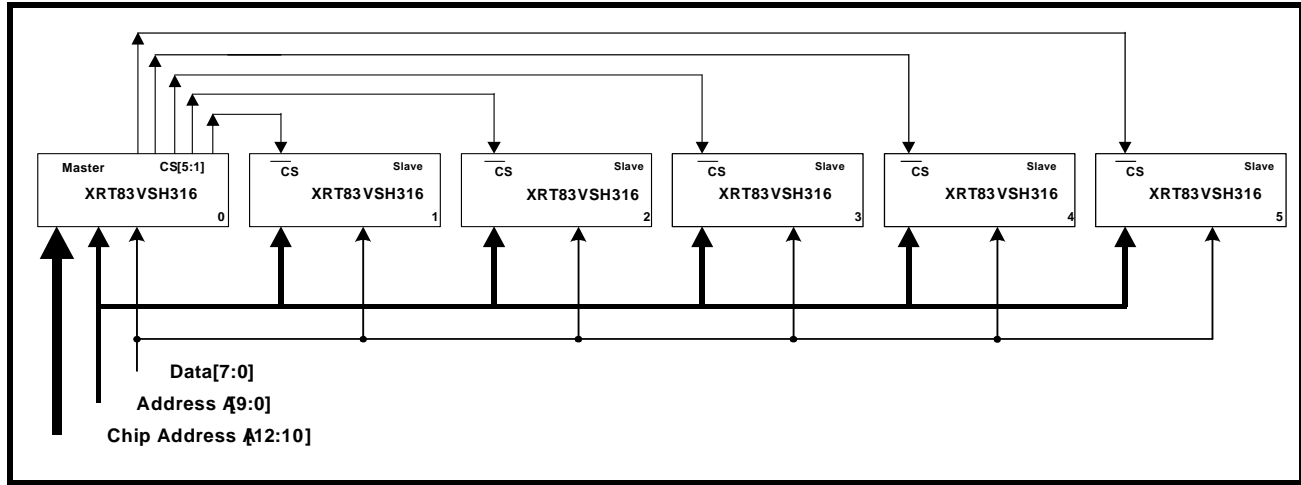 Master CS[5:1]
XRT83VSH316
0
CS Slave
XRT83VSH316
1
CS Slave
XRT83VSH316
2
CS Slave
XRT83VSH316
3
CS Slave
XRT83VSH316
4
CS Slave
XRT83VSH316
5
Data[7:0]
Address A[9:0]
Chip Address A[12:10]